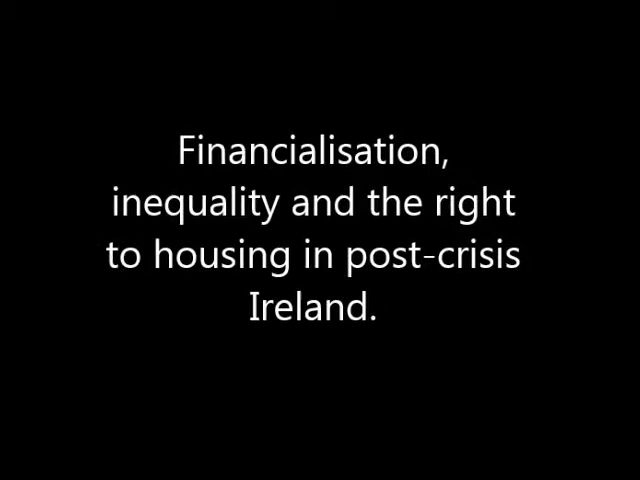 Financialisation,
inequality and the right
to housing in post-crisis
Ireland.